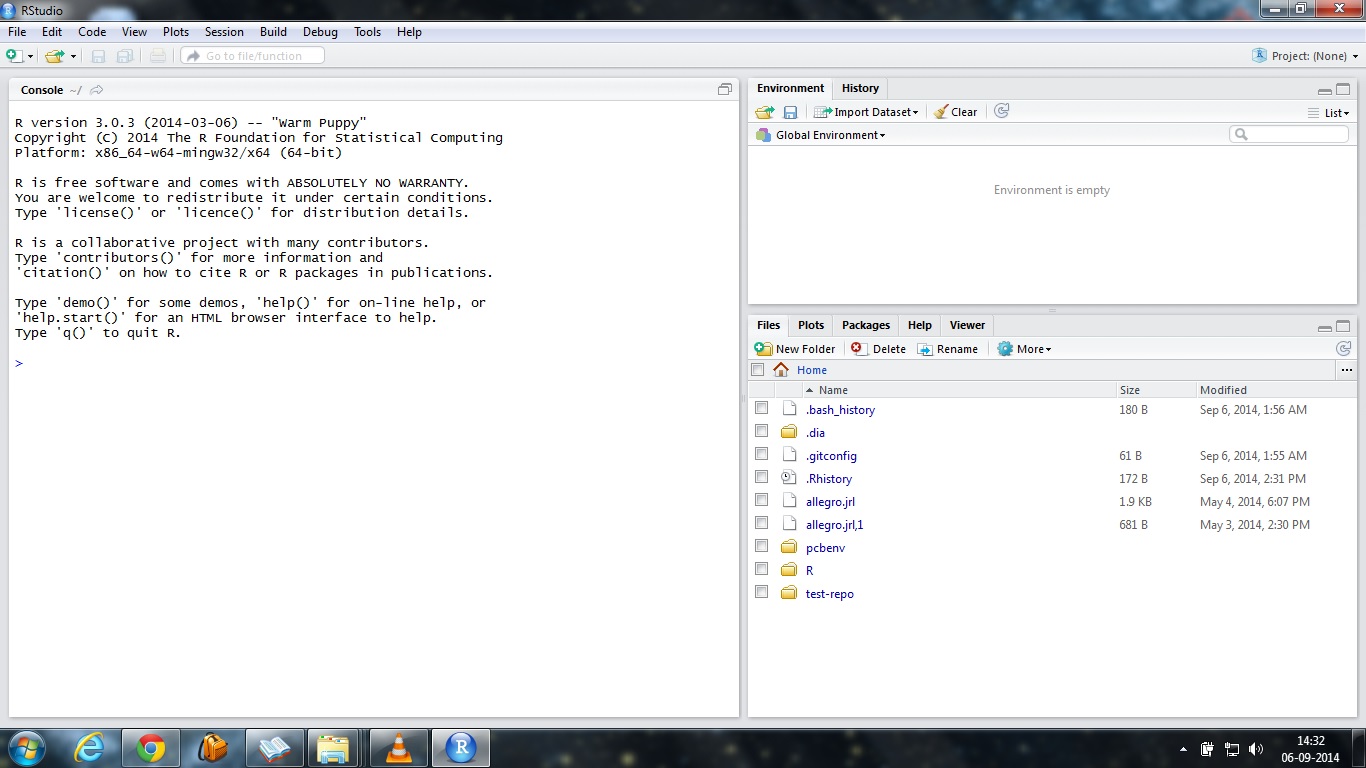 RStudio
File Edit Code View Plots Session Build Debug Tools Help
Go to file/function
Project: (None)
Console ~/
R version 3.0.3 (2014-03-06) -- "Warm Puppy"
Copyright (C) 2014 The R Foundation for Statistical Computing
Platform: x86_64-w64-mingw32/x64 (64-bit)
R is free software and comes with ABSOLUTELY NO WARRANTY.
You are welcome to redistribute it under certain conditions.
Type 'license()' or 'licence()' for distribution details.
R is a collaborative project with many contributors.
Type 'contributors()' for more information and
'citation()' on how to cite R or R packages in publications.
Type 'demo()' for some demos, 'help()' for on-line help, or
'help.start()' for an HTML browser interface to help.
Type 'q()' to quit R.
>
Environment History
Import Dataset Clear List
Global Environment
Environment is empty
Files Plots Packages Help Viewer
New Folder Delete Rename More
Home ...
Name Size Modified
.bash_history 180 B Sep 6, 2014, 1:56 AM
.dia
.gitconfig 61 B Sep 6, 2014, 1:55 AM
.Rhistory 172 B Sep 6, 2014, 2:31 PM
allegro.jrl 1.9 KB May 4, 2014, 6:07 PM
allegro.jrl,1 681 B May 3, 2014, 2:30 PM
pcbenv
R
test-repo
14:32
06-09-2014